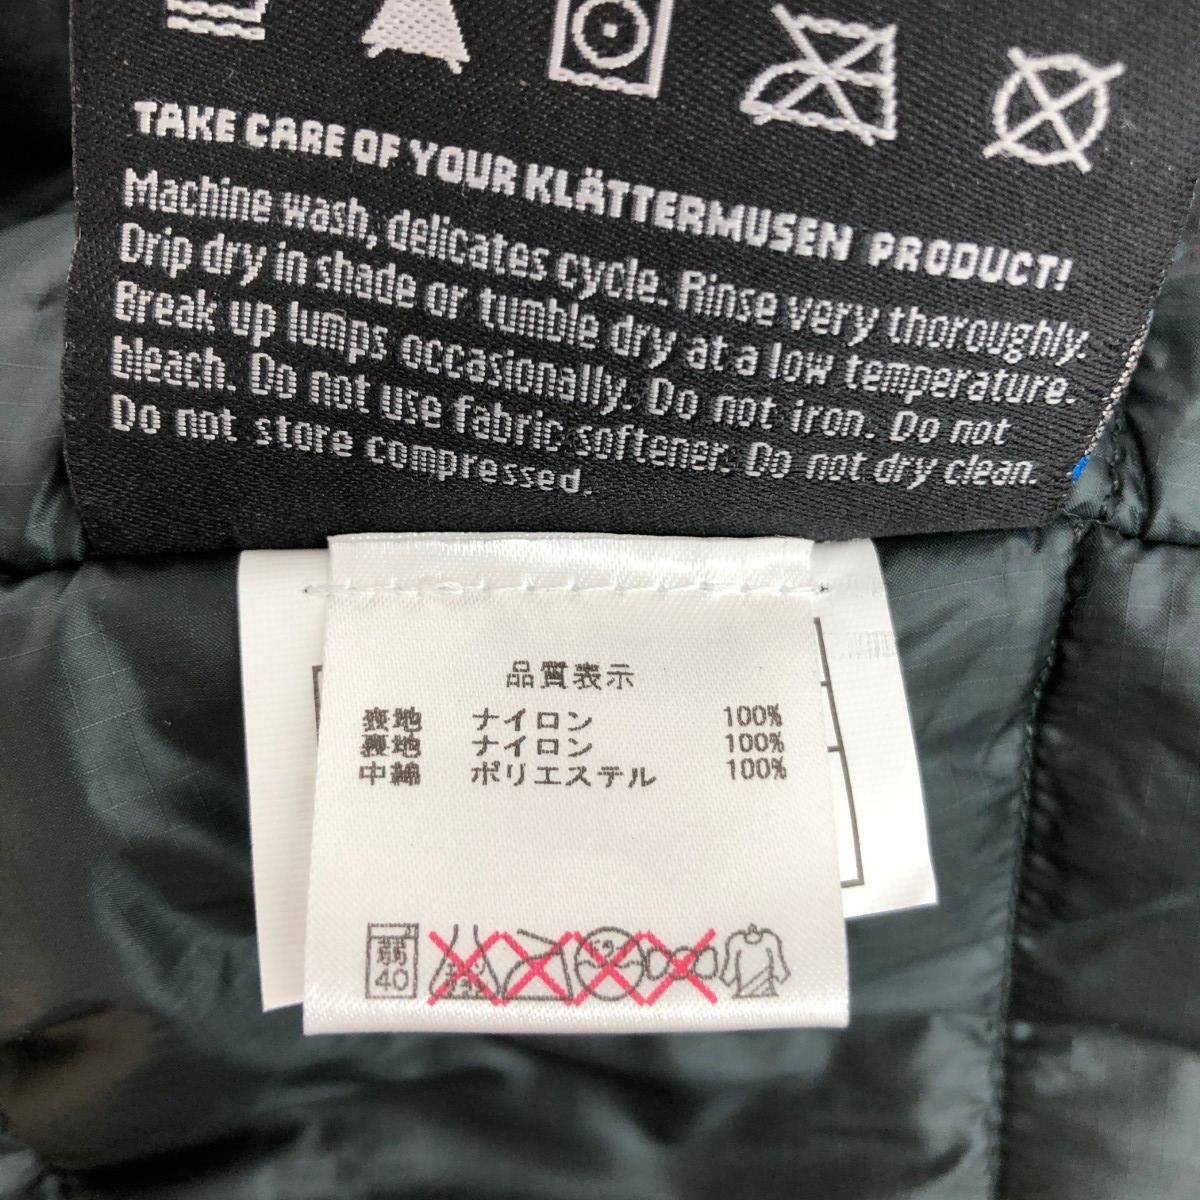 TAKE CARE OF YOUR KLÄTTERMUSEN PRODUCT!
Machine wash, delicates cycle. Rinse very thoroughly.
Drip dry in shade or tumble dry at a low temperature.
Break up lumps occasionally. Do not iron. Do not
bleach. Do not use fabric softener. Do not dry clean.
Do not store compressed.
品質表示
表地 ナイロン 100%
裏地 ナイロン 100%
中綿 ポリエステル 100%
弱
40